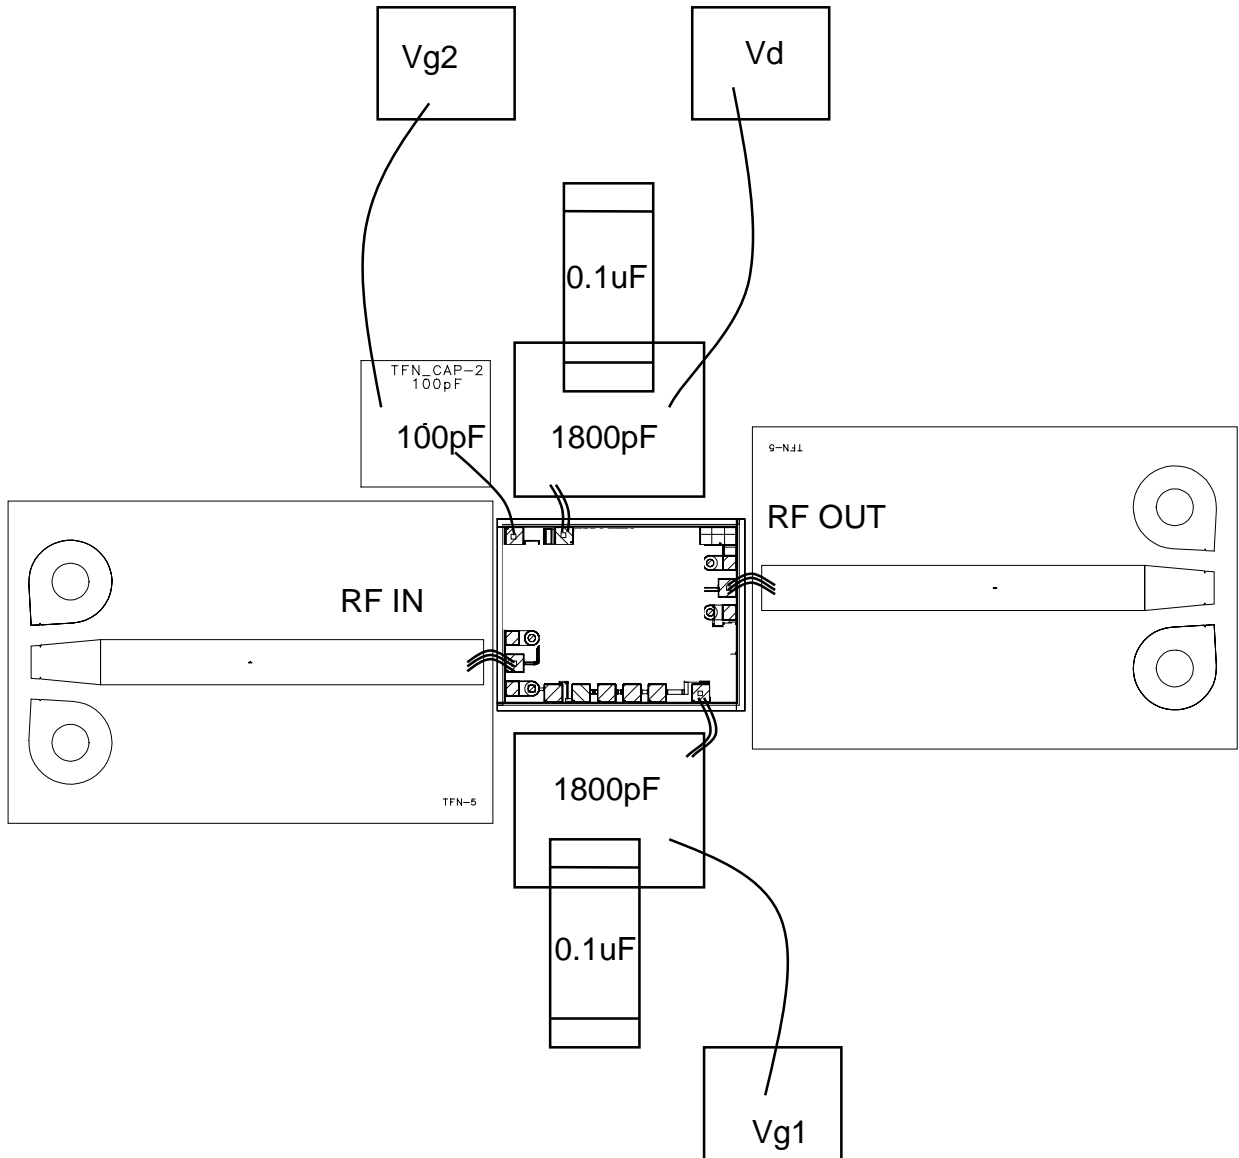 Vg2
Vd
0.1uF
TFN_CAP-2
100pF
100pF
1800pF
TFN-5
RF OUT
RF IN
1800pF
TFN-5
0.1uF
Vg1